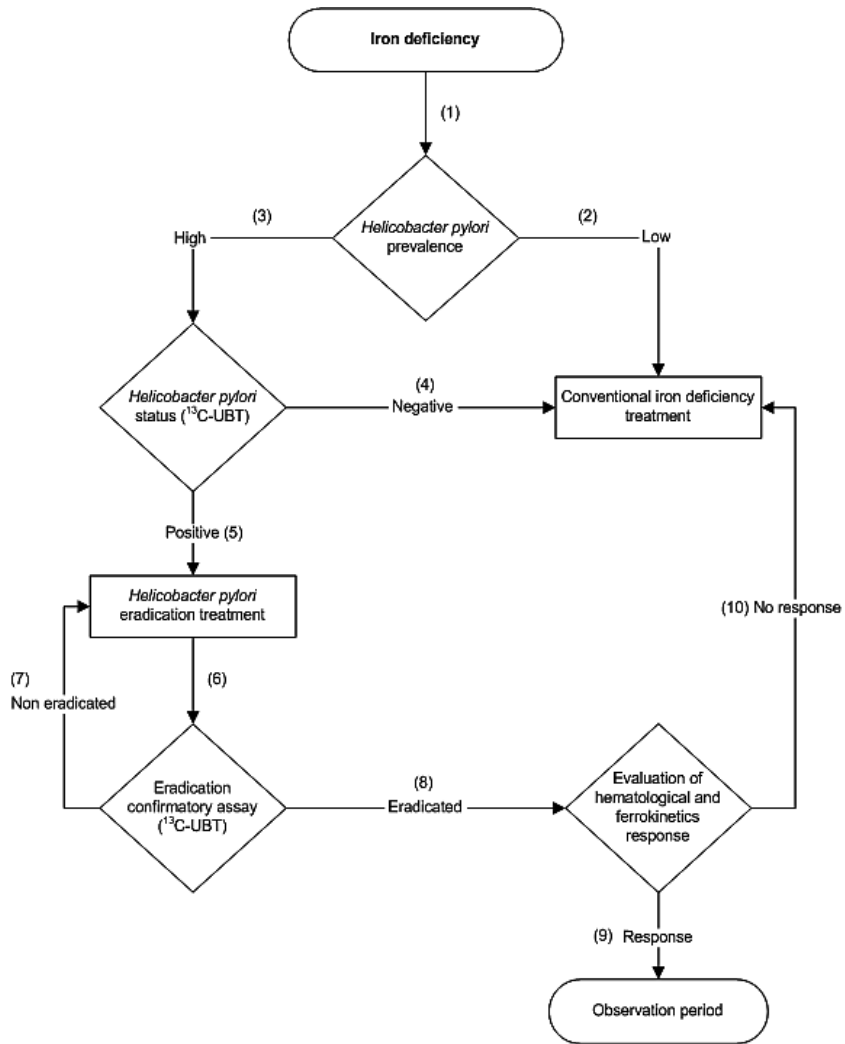 Iron deficiency
(1)
(3)
(2)
Helicobacter pylori
prevalence
High
Low
Helicobacter pylori
status (¹³C-UBT)
(4)
Negative
Conventional iron deficiency
treatment
Positive (5)
Helicobacter pylori
eradication treatment
(10) No response
(7)
Non eradicated
(6)
Eradication
confirmatory assay
(¹³C-UBT)
(8)
Eradicated
Evaluation of
hematological and
ferrokinetics
response
(9) Response
Observation period